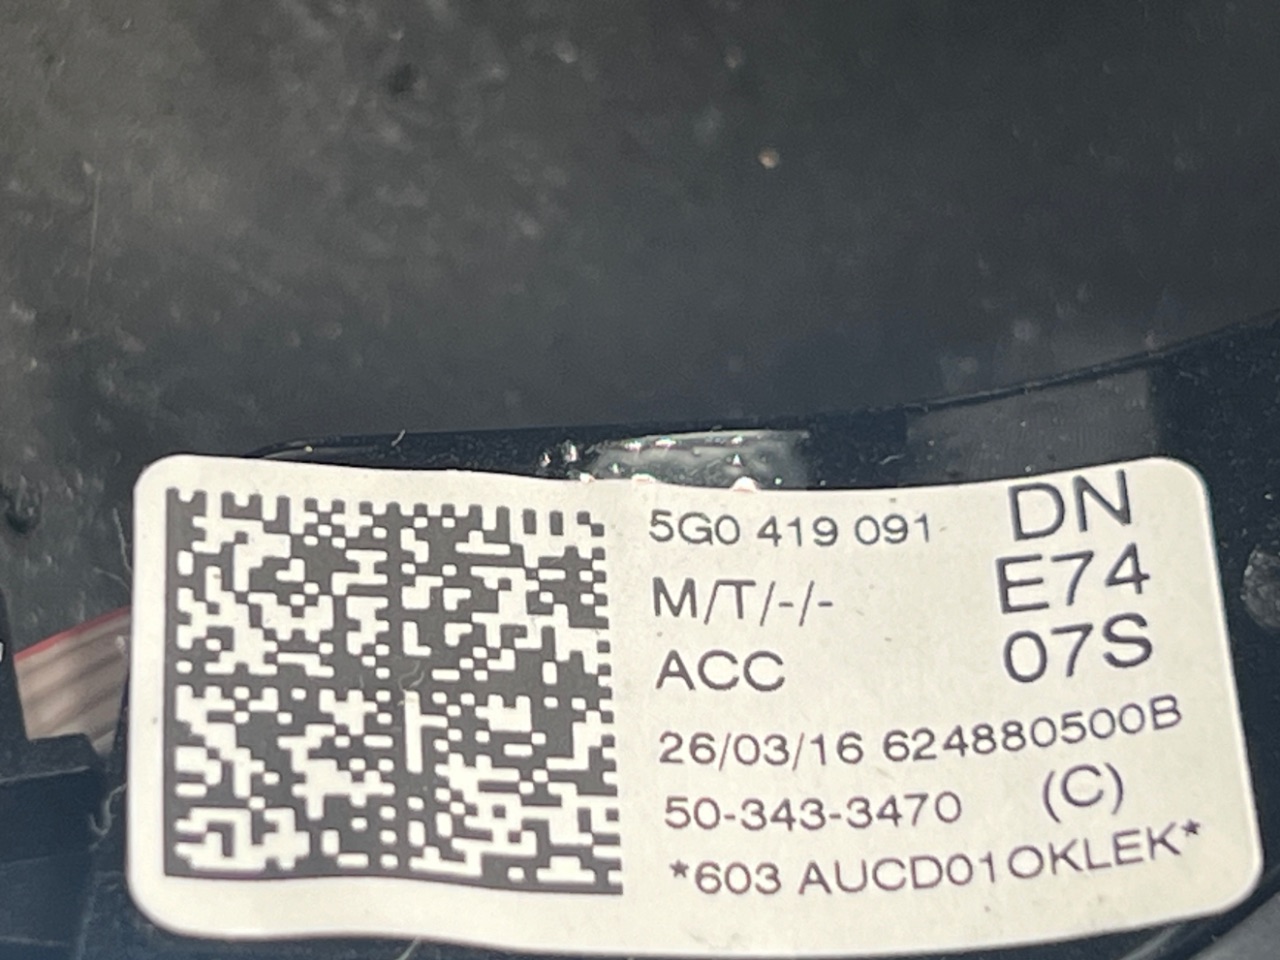 5G0 419 091 DN
M/T/-/- E74
ACC 07S
26/03/16 624880500B
50-343-3470 (C)
*603 AUCD01OKLEK*